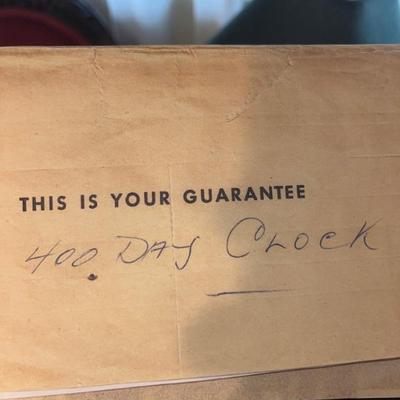 THIS IS YOUR GUARANTEE
400 DAY CLOCK